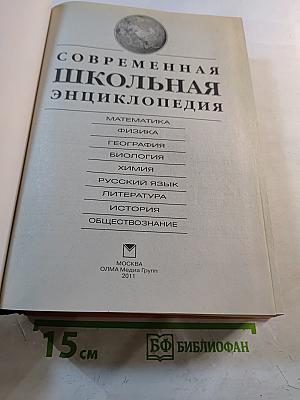 СОВРЕМЕННАЯ
ШКОЛЬНАЯ
ЭНЦИКЛОПЕДИЯ
МАТЕМАТИКА
ФИЗИКА
ГЕОГРАФИЯ
БИОЛОГИЯ
ХИМИЯ
РУССКИЙ ЯЗЫК
ЛИТЕРАТУРА
ИСТОРИЯ
ОБЩЕСТВОЗНАНИЕ
МОСКВА
ОЛМА Медиа Групп
2011
15 см
БФ БИБЛИОФАН